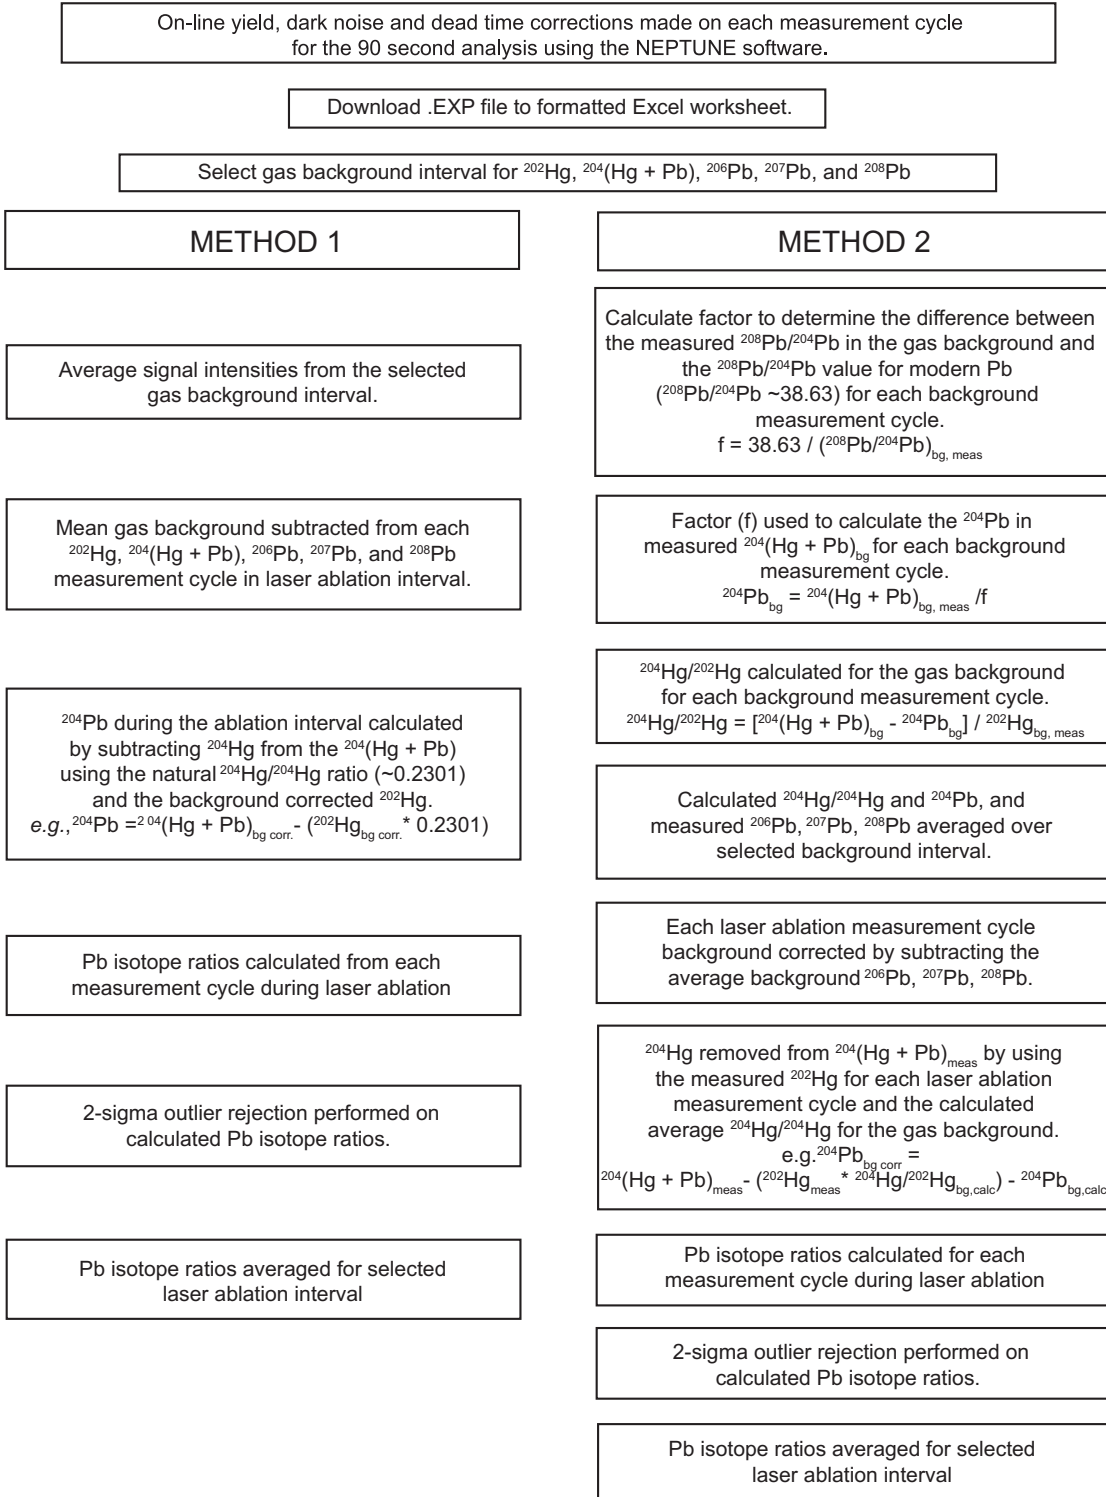 On-line yield, dark noise and dead time corrections made on each measurement cycle
for the 90 second analysis using the NEPTUNE software.
Download .EXP file to formatted Excel worksheet.
Select gas background interval for ²⁰²Hg, ²⁰⁴(Hg + Pb), ²⁰⁶Pb, ²⁰⁷Pb, and ²⁰⁸Pb
METHOD 1
Average signal intensities from the selected
gas background interval.
Mean gas background subtracted from each
²⁰²Hg, ²⁰⁴(Hg + Pb), ²⁰⁶Pb, ²⁰⁷Pb, and ²⁰⁸Pb
measurement cycle in laser ablation interval.
²⁰⁴Pb during the ablation interval calculated
by subtracting ²⁰⁴Hg from the ²⁰⁴(Hg + Pb)
using the natural ²⁰⁴Hg/²⁰⁴Hg ratio (~0.2301)
and the background corrected ²⁰²Hg.
e.g., ²⁰⁴Pb =² ⁰⁴(Hg + Pb)bg corr. - (²⁰²Hgbg corr.* 0.2301)
Pb isotope ratios calculated from each
measurement cycle during laser ablation
2-sigma outlier rejection performed on
calculated Pb isotope ratios.
Pb isotope ratios averaged for selected
laser ablation interval
METHOD 2
Calculate factor to determine the difference between
the measured ²⁰⁸Pb/²⁰⁴Pb in the gas background and
the ²⁰⁸Pb/²⁰⁴Pb value for modern Pb
(²⁰⁸Pb/²⁰⁴Pb ~38.63) for each background
measurement cycle.
f = 38.63 / (²⁰⁸Pb/²⁰⁴Pb)bg, meas
Factor (f) used to calculate the ²⁰⁴Pb in
measured ²⁰⁴(Hg + Pb)bg for each background
measurement cycle.
²⁰⁴Pbbg = ²⁰⁴(Hg + Pb)bg, meas /f
²⁰⁴Hg/²⁰²Hg calculated for the gas background
for each background measurement cycle.
²⁰⁴Hg/²⁰²Hg = [²⁰⁴(Hg + Pb)bg - ²⁰⁴Pbbg] / ²⁰²Hgbg, meas
Calculated ²⁰⁴Hg/²⁰⁴Hg and ²⁰⁴Pb, and
measured ²⁰⁶Pb, ²⁰⁷Pb, ²⁰⁸Pb averaged over
selected background interval.
Each laser ablation measurement cycle
background corrected by subtracting the
average background ²⁰⁶Pb, ²⁰⁷Pb, ²⁰⁸Pb.
²⁰⁴Hg removed from ²⁰⁴(Hg + Pb)meas by using
the measured ²⁰²Hg for each laser ablation
measurement cycle and the calculated
average ²⁰⁴Hg/²⁰⁴Hg for the gas background.
e.g. ²⁰⁴Pbbg corr =
²⁰⁴(Hg + Pb)meas - (²⁰²Hgmeas* ²⁰⁴Hg/²⁰²Hgbg,calc) - ²⁰⁴Pbbg,calc
Pb isotope ratios calculated for each
measurement cycle during laser ablation
2-sigma outlier rejection performed on
calculated Pb isotope ratios.
Pb isotope ratios averaged for selected
laser ablation interval